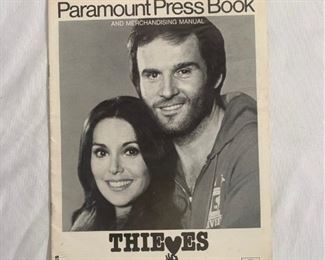 Paramount Press Book
AND MERCHANDISING MANUAL
THIEVES